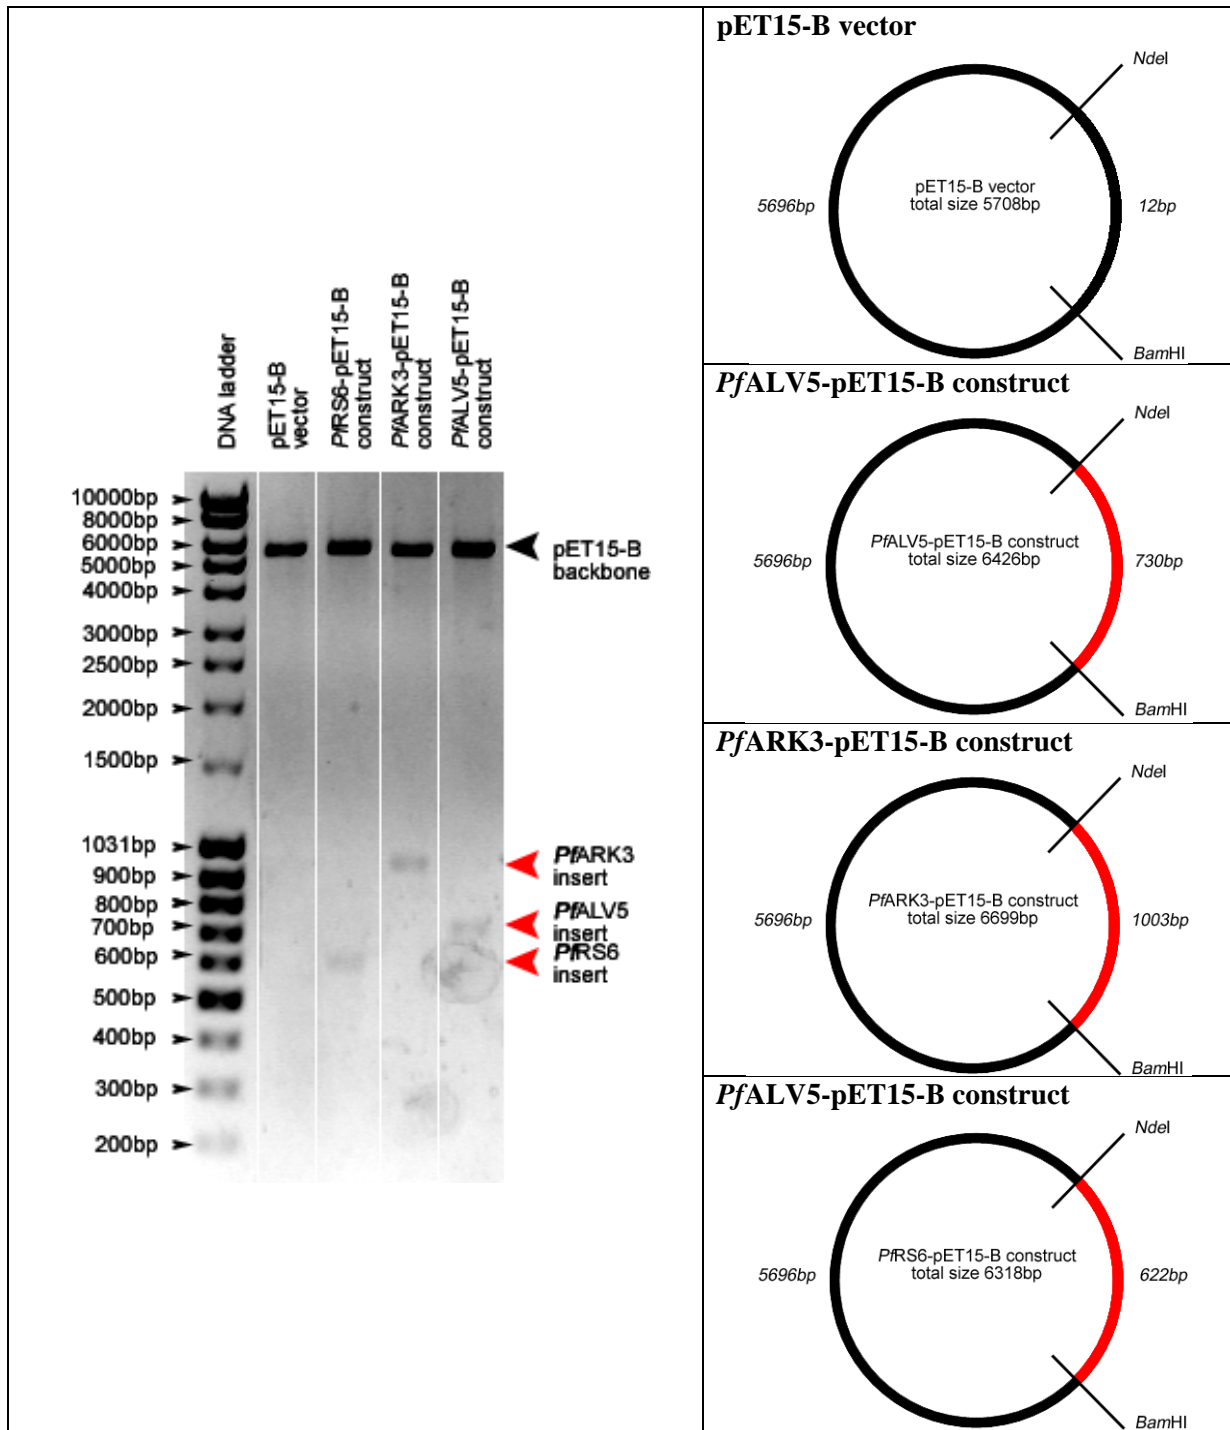 DNA ladder
pET15-B
vector
PfRS6-pET15-B
construct
PfARK3-pET15-B
construct
PfALV5-pET15-B
construct
10000bp
8000bp
6000bp
5000bp
4000bp
3000bp
2500bp
2000bp
1500bp
1031bp
900bp
800bp
700bp
600bp
500bp
400bp
300bp
200bp
pET15-B
backbone
PfARK3
insert
PfALV5
insert
PfRS6
insert
pET15-B vector
NdeI
pET15-B vector
total size 5708bp
5696bp
12bp
BamHI
PfALV5-pET15-B construct
NdeI
PfALV5-pET15-B construct
total size 6426bp
5696bp
730bp
BamHI
PfARK3-pET15-B construct
NdeI
PfARK3-pET15-B construct
total size 6699bp
5696bp
1003bp
BamHI
PfALV5-pET15-B construct
NdeI
PfRS6-pET15-B construct
total size 6318bp
5696bp
622bp
BamHI